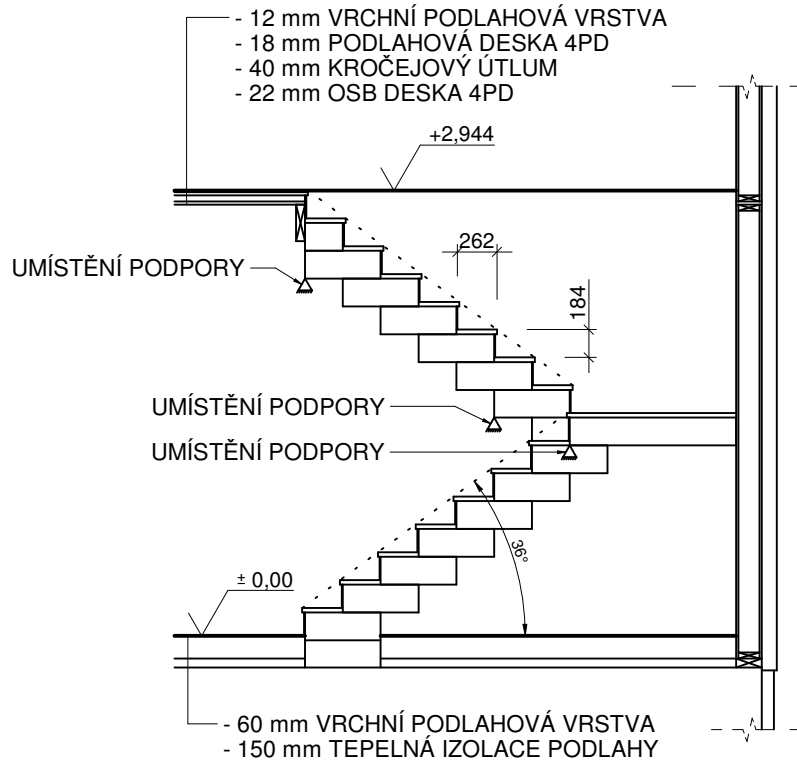 - 12 mm VRCHNÍ PODLAHOVÁ VRSTVA
- 18 mm PODLAHOVÁ DESKA 4PD
- 40 mm KROČEJOVÝ ÚTLUM
- 22 mm OSB DESKA 4PD
+2,944
262
UMÍSTĚNÍ PODPORY
184
UMÍSTĚNÍ PODPORY
UMÍSTĚNÍ PODPORY
36°
± 0,00
- 60 mm VRCHNÍ PODLAHOVÁ VRSTVA
- 150 mm TEPELNÁ IZOLACE PODLAHY